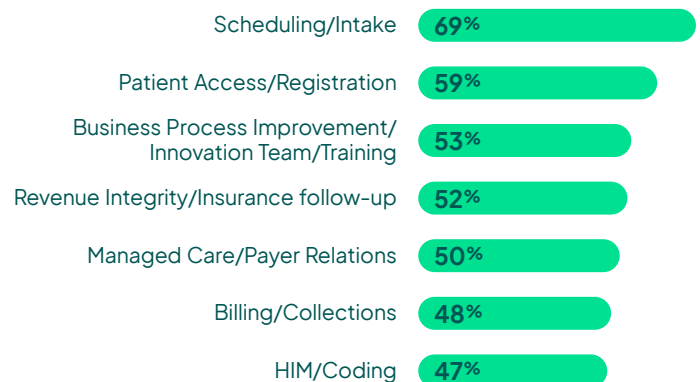 Scheduling/Intake 69%
Patient Access/Registration 59%
Business Process Improvement/
Innovation Team/Training 53%
Revenue Integrity/Insurance follow-up 52%
Managed Care/Payer Relations 50%
Billing/Collections 48%
HIM/Coding 47%